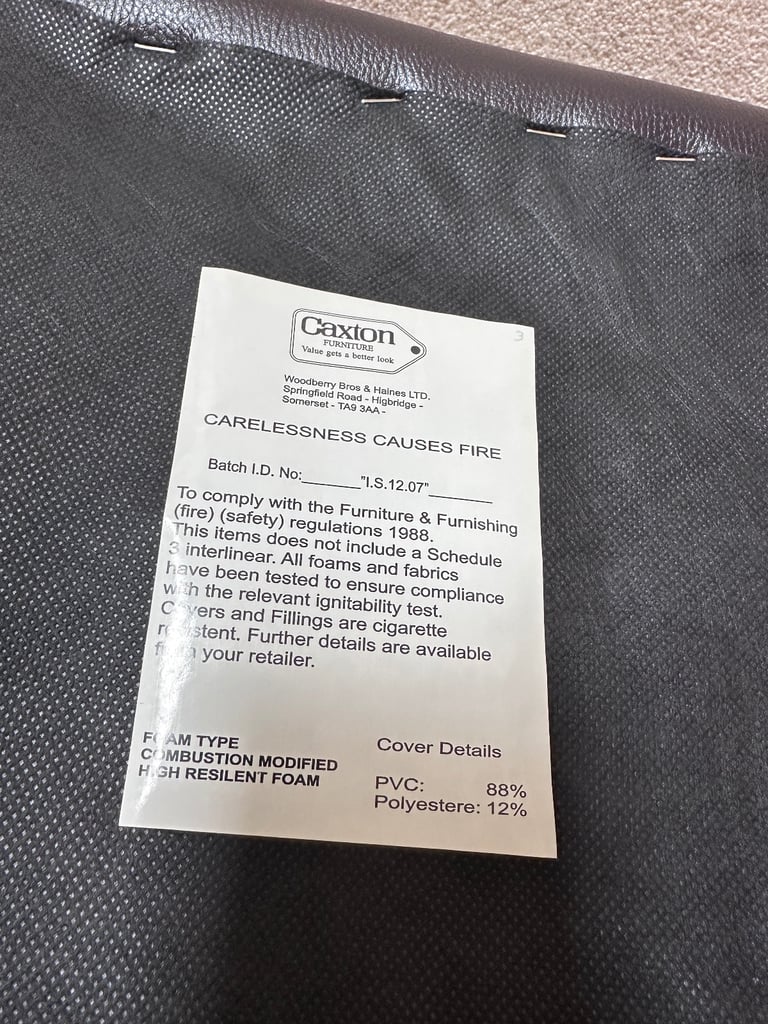 3
Caxton
FURNITURE
Value gets a better look
Woodberry Bros & Haines LTD.
Springfield Road - Higbridge -
Somerset - TA9 3AA -
CARELESSNESS CAUSES FIRE
Batch I.D. No:_______"I.S.12.07"________
To comply with the Furniture & Furnishing
(fire) (safety) regulations 1988.
This items does not include a Schedule
3 interlinear. All foams and fabrics
have been tested to ensure compliance
with the relevant ignitability test.
Covers and Fillings are cigarette
resistent. Further details are available
from your retailer.
FOAM TYPE
COMBUSTION MODIFIED
HIGH RESILENT FOAM
Cover Details
PVC: 88%
Polyestere: 12%